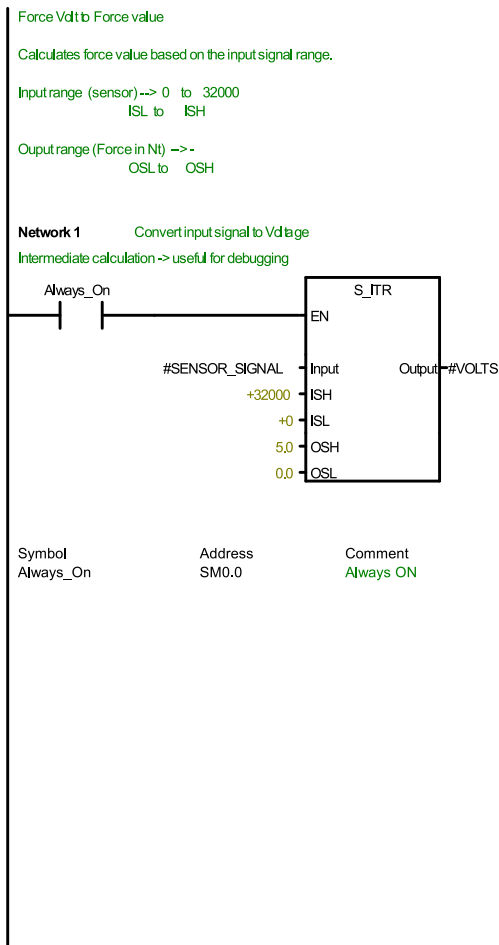 Force Volt to Force value
Calculates force value based on the input signal range.
Input range (sensor) --> 0 to 32000
ISL to ISH
Ouput range (Force in Nt) --> -
OSL to OSH
Network 1 Convert input signal to Voltage
Intermediate calculation -> useful for debugging
Always_On S_ITR
EN
#SENSOR_SIGNAL Input Output #VOLTS
+32000 ISH
+0 ISL
5.0 OSH
0.0 OSL
Symbol Address Comment
Always_On SM0.0 Always ON